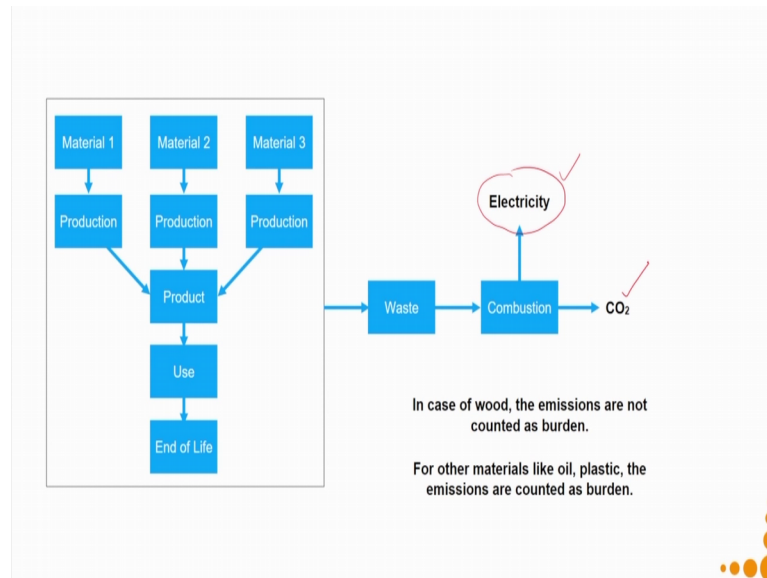 Material 1
Material 2
Material 3
Production
Production
Production
Product
Use
End of Life
Waste
Combustion
Electricity
CO₂
In case of wood, the emissions are not
counted as burden.
For other materials like oil, plastic, the
emissions are counted as burden.